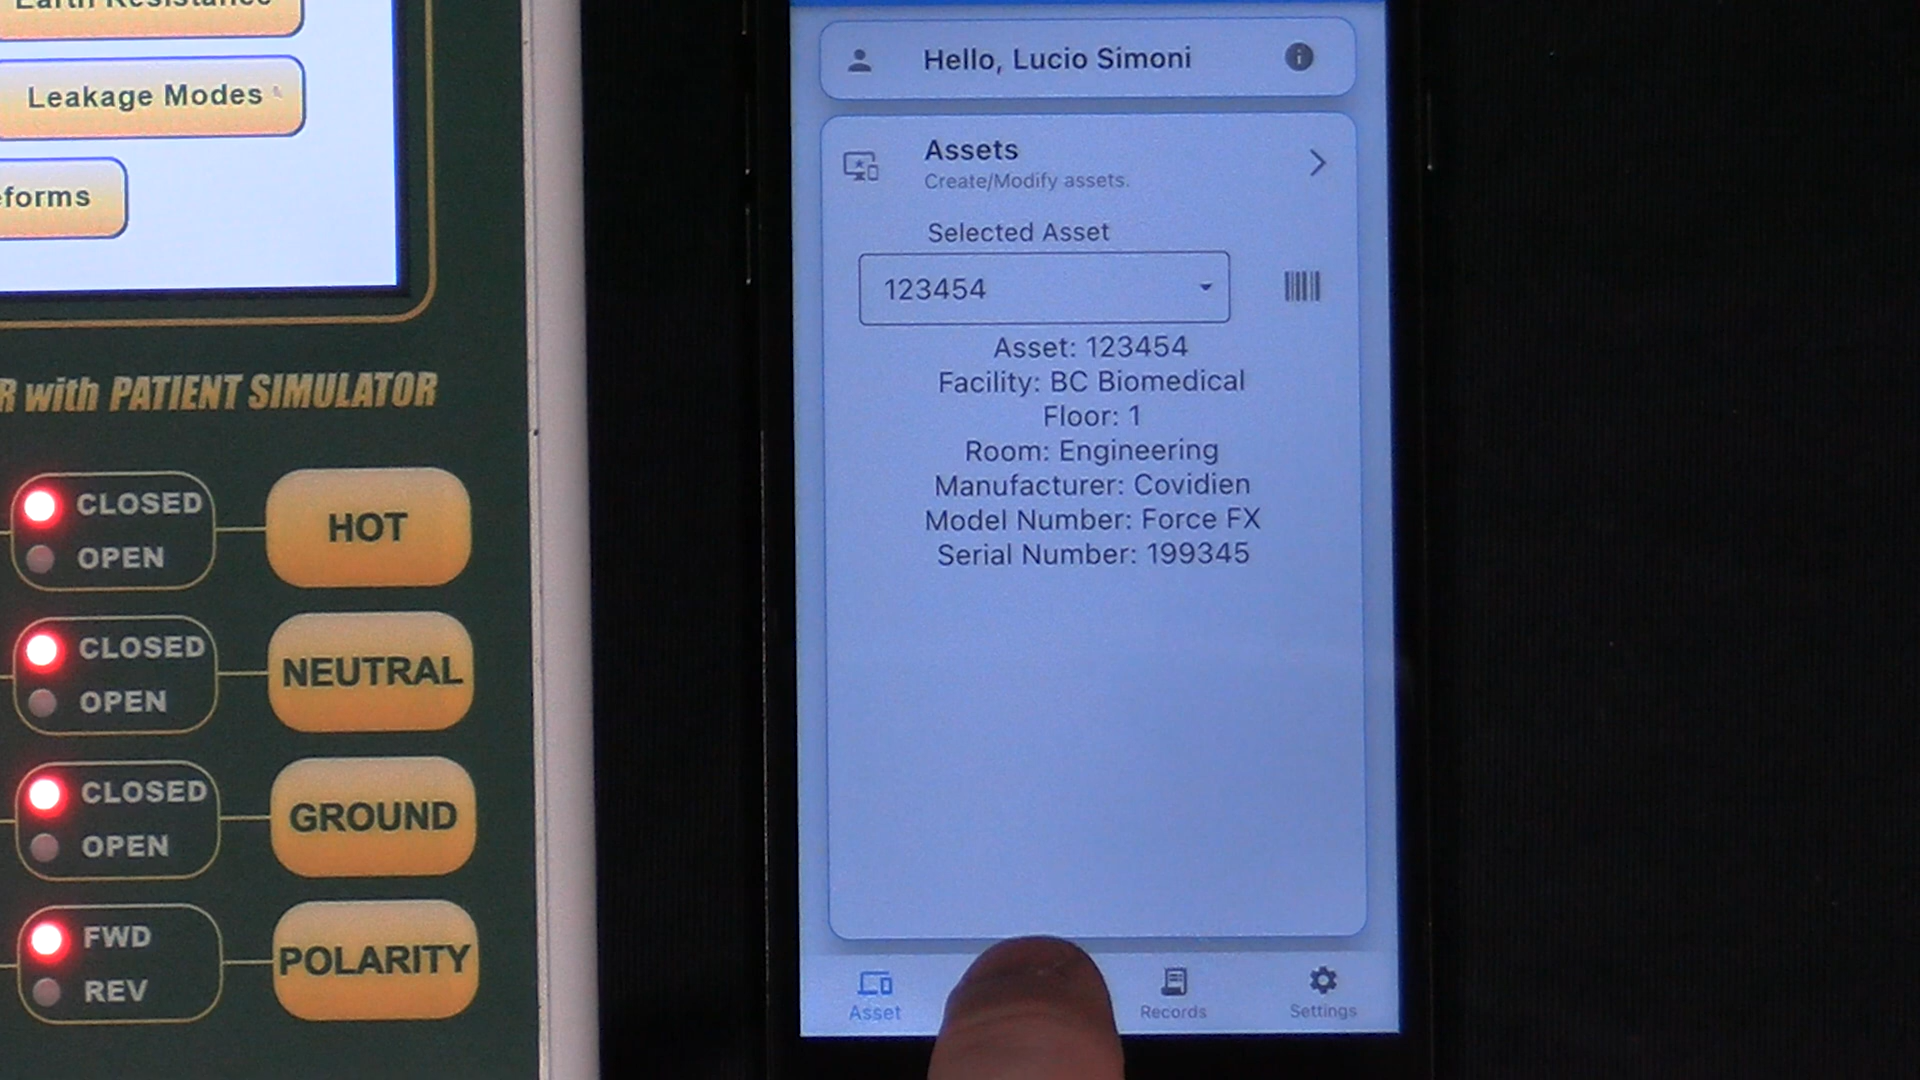 Leakage Modes
R with PATIENT SIMULATOR
CLOSED
OPEN
HOT
CLOSED
OPEN
NEUTRAL
CLOSED
OPEN
GROUND
FWD
REV
POLARITY
Hello, Lucio Simoni
Assets
Create/Modify assets.
Selected Asset
123454
Asset: 123454
Facility: BC Biomedical
Floor: 1
Room: Engineering
Manufacturer: Covidien
Model Number: Force FX
Serial Number: 199345
Asset
Records
Settings